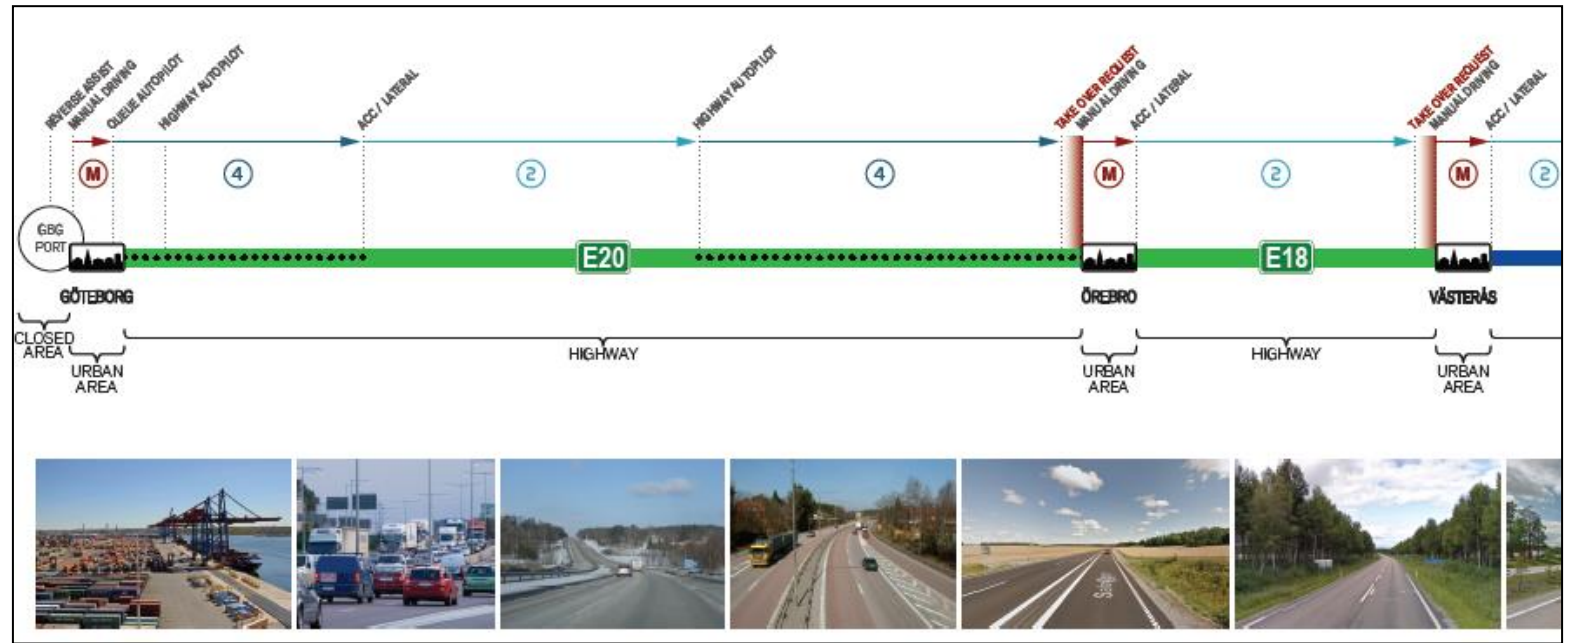 REVERSE ASSIST
MANUAL DRIVING
QUEUE AUTOPILOT
HIGHWAY AUTOPILOT
ACC / LATERAL
HIGHWAY AUTOPILOT
TAKE OVER REQUEST
MANUAL DRIVING
ACC / LATERAL
TAKE OVER REQUEST
MANUAL DRIVING
ACC / LATERAL
M
4
2
4
M
2
M
2
GBG
PORT
E20
E18
GÖTEBORG
ÖREBRO
VÄSTERÅS
CLOSED
AREA
URBAN
AREA
HIGHWAY
URBAN
AREA
HIGHWAY
URBAN
AREA